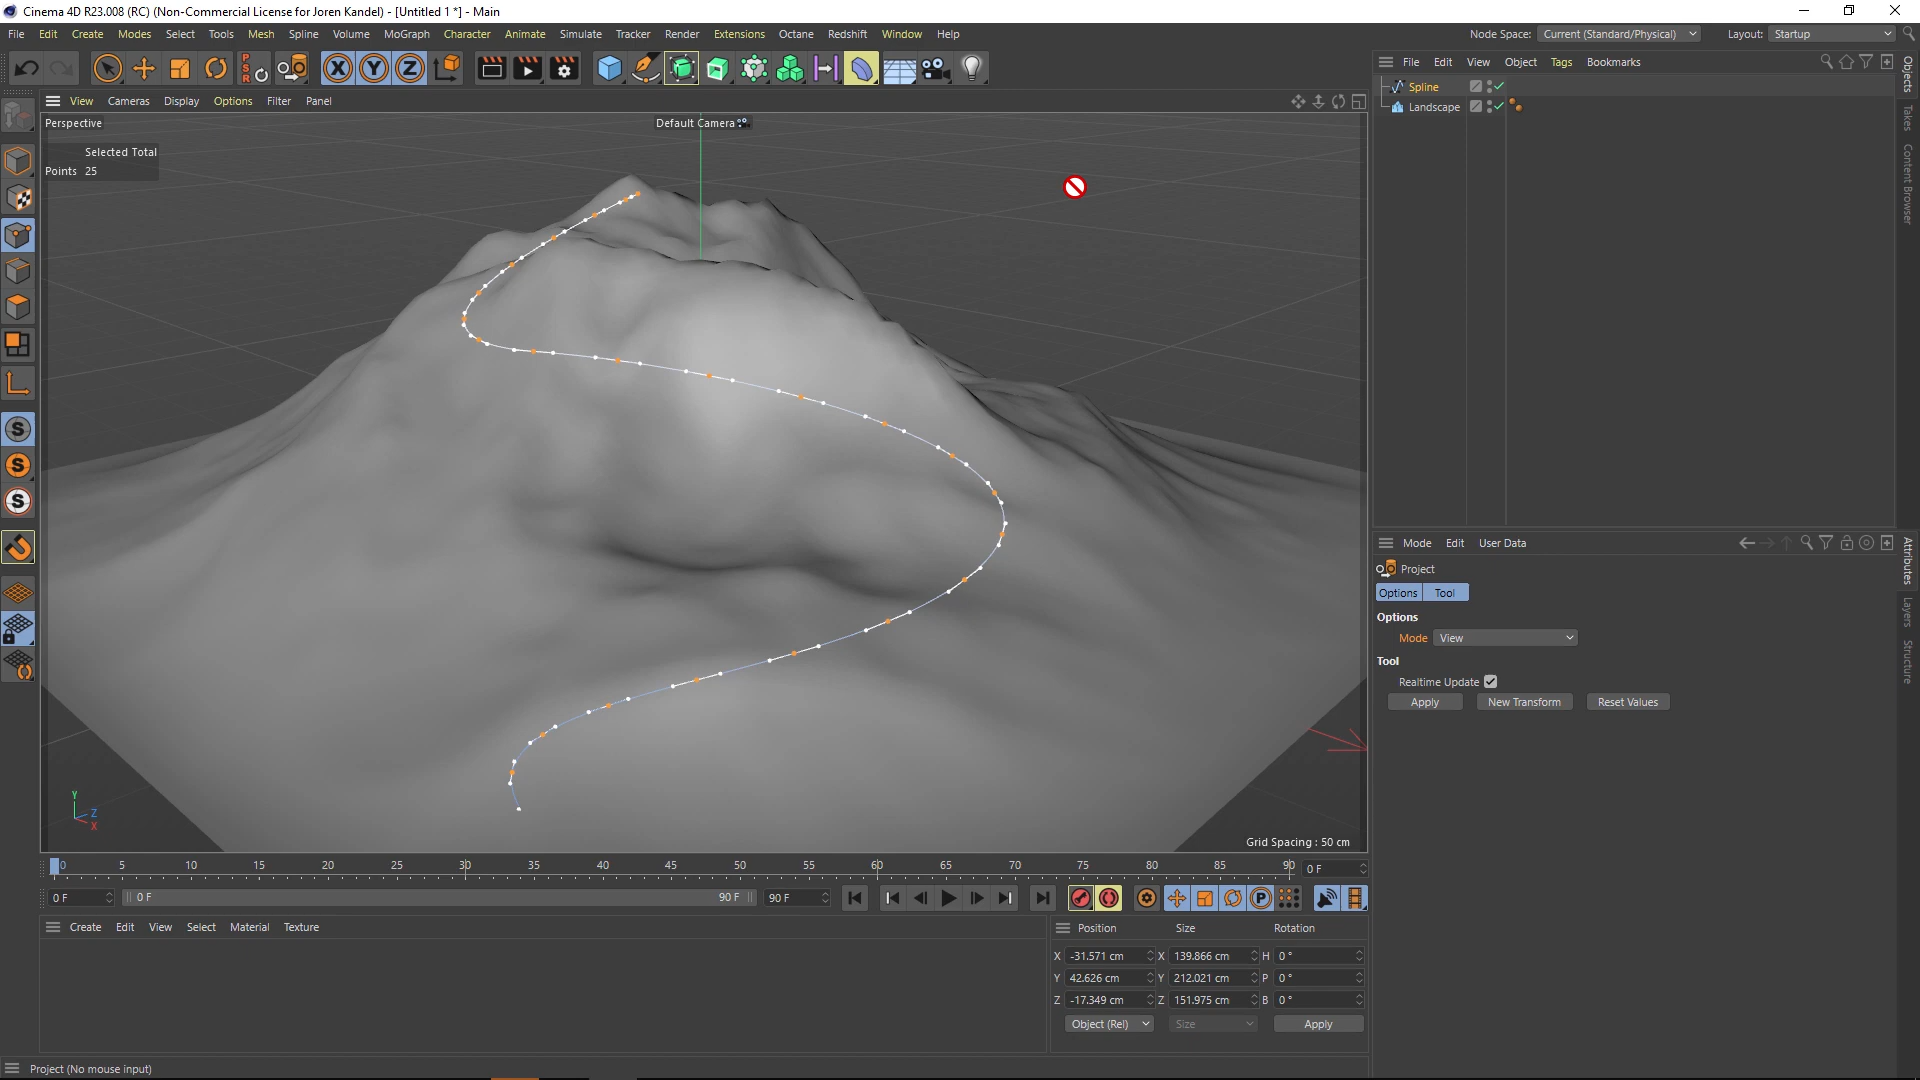 Cinema 4D R23.008 (RC) (Non-Commercial License for Joren Kandel) - [Untitled 1 *] - Main
File Edit Create Modes Select Tools Mesh Spline Volume MoGraph Character Animate Simulate Tracker Render Extensions Octane Redshift Window Help
Node Space: Current (Standard/Physical) Layout: Startup
PSR X Y Z
File Edit View Object Tags Bookmarks
View Cameras Display Options Filter Panel
Perspective
Default Camera
Selected Total
Points 25
Spline
Landscape
Objects
Takes
Content Browser
S
S
S
Mode Edit User Data
Project
Options Tool
Options
Mode View
Tool
Realtime Update
Apply New Transform Reset Values
Attributes
Layers
Structure
Y
Z
X
Grid Spacing : 50 cm
0 5 10 15 20 25 30 35 40 45 50 55 60 65 70 75 80 85 90 0 F
0 F 0 F 90 F 90 F P
Create Edit View Select Material Texture
Position Size Rotation
X -31.571 cm X 139.866 cm H 0 °
Y 42.626 cm Y 212.021 cm P 0 °
Z -17.349 cm Z 151.975 cm B 0 °
Object (Rel) Size Apply
Project (No mouse input)